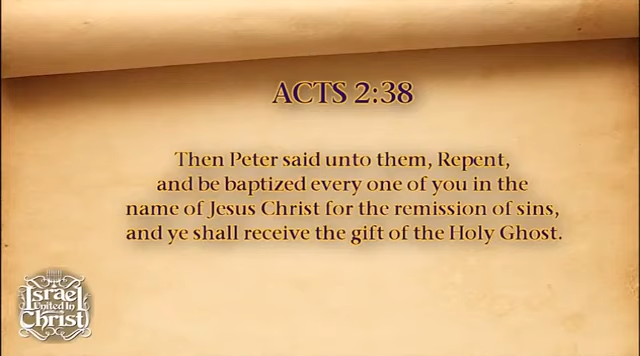 ACTS 2:38
Then Peter said unto them, Repent,
and be baptized every one of you in the
name of Jesus Christ for the remission of sins,
and ye shall receive the gift of the Holy Ghost.
Israel
United In
Christ